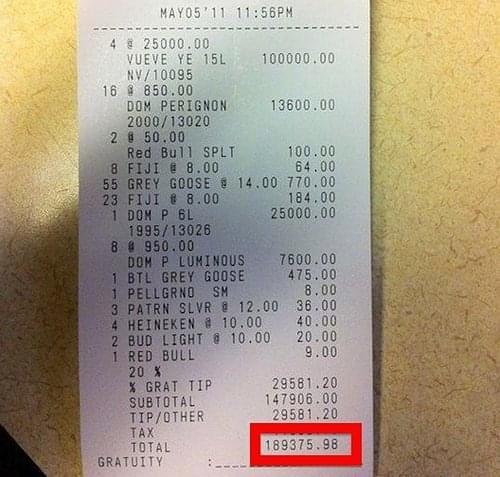 MAY05'11 11:56PM
4 @ 25000.00
VUEVE YE 15L 100000.00
NV/10095
16 @ 850.00
DOM PERIGNON 13600.00
2000/13020
2 @ 50.00
Red Bull SPLT 100.00
8 FIJI @ 8.00 64.00
55 GREY GOOSE @ 14.00 770.00
23 FIJI @ 8.00 184.00
1 DOM P 6L 25000.00
1995/13026
8 @ 950.00
DOM P LUMINOUS 7600.00
1 BTL GREY GOOSE 475.00
1 PELLGRNO SM 8.00
3 PATRN SLVR @ 12.00 36.00
4 HEINEKEN @ 10.00 40.00
2 BUD LIGHT @ 10.00 20.00
1 RED BULL 9.00
20 %
% GRAT TIP 29581.20
SUBTOTAL 147906.00
TIP/OTHER 29581.20
TAX
TOTAL 189375.98
GRATUITY :